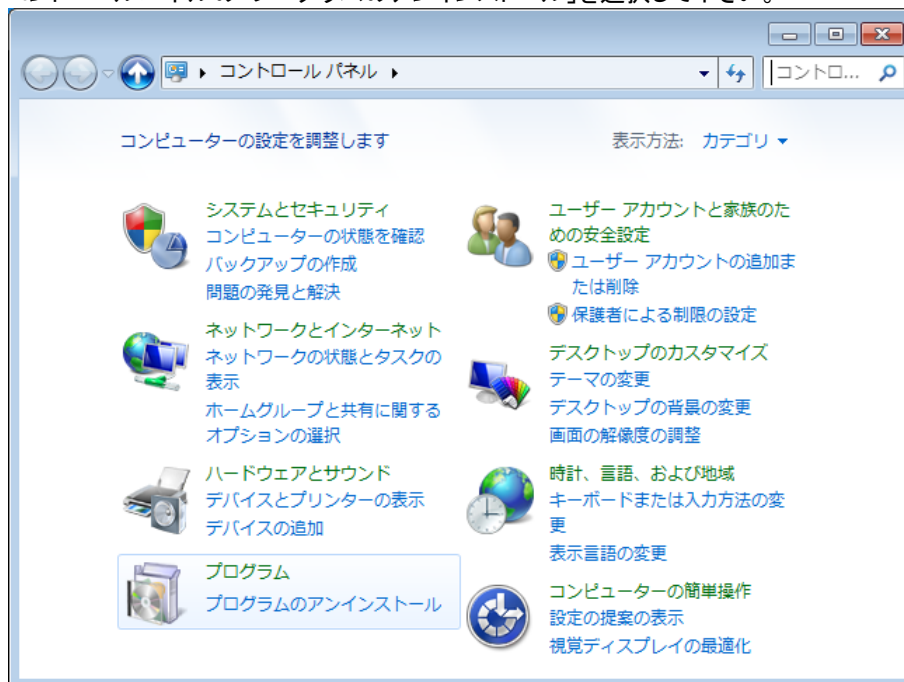 のアンインストール」を選択して下さい。
コントロール パネル
コントロ...
コンピューターの設定を調整します
表示方法: カテゴリ
システムとセキュリティ
コンピューターの状態を確認
バックアップの作成
問題の発見と解決
ネットワークとインターネット
ネットワークの状態とタスクの
表示
ホームグループと共有に関する
オプションの選択
ハードウェアとサウンド
デバイスとプリンターの表示
デバイスの追加
プログラム
プログラムのアンインストール
ユーザー アカウントと家族のた
めの安全設定
ユーザー アカウントの追加ま
たは削除
保護者による制限の設定
デスクトップのカスタマイズ
テーマの変更
デスクトップの背景の変更
画面の解像度の調整
時計、言語、および地域
キーボードまたは入力方法の変
更
表示言語の変更
コンピューターの簡単操作
設定の提案の表示
視覚ディスプレイの最適化